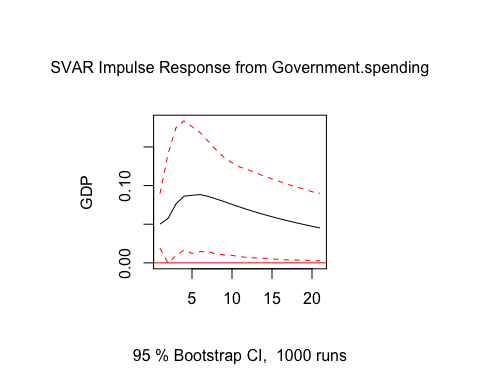 SVAR Impulse Response from Government.spending
GDP
0.10
0.00
5 10 15 20
95 % Bootstrap CI, 1000 runs